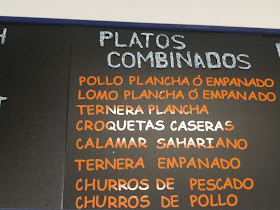 PLATOS
COMBINADOS
POLLO PLANCHA Ó EMPANADO
LOMO PLANCHA Ó EMPANADO
TERNERA PLANCHA
CROQUETAS CASERAS
CALAMAR SAHARIANO
TERNERA EMPANADO
CHURROS DE PESCADO
CHURROS DE POLLO